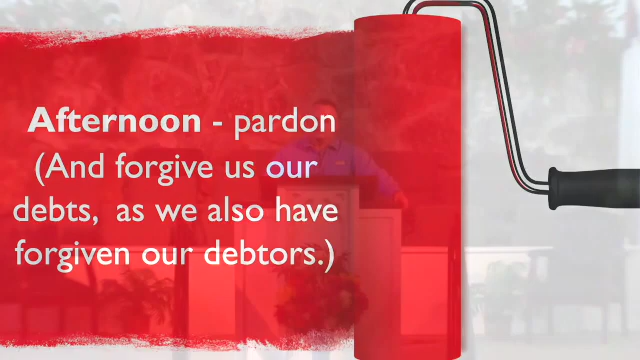 Afternoon - pardon
(And forgive us our
debts,  as we also have
forgiven our debtors.)